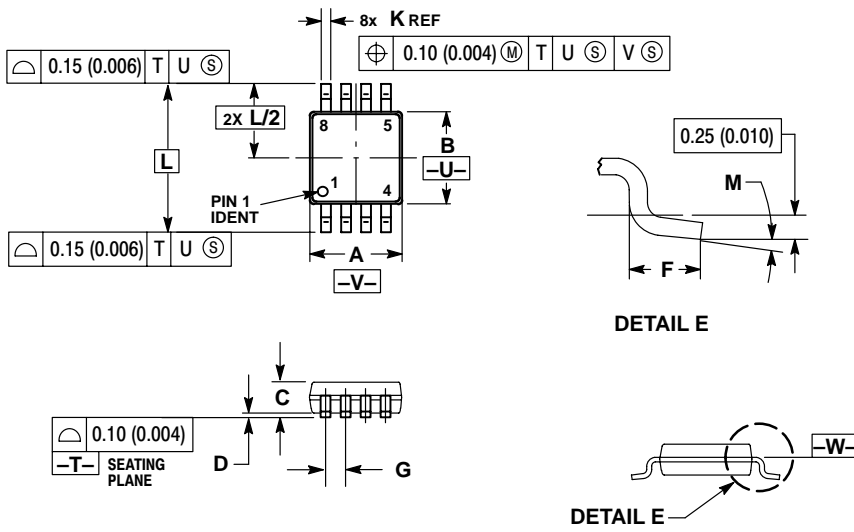 8x K REF
⌖ 0.10 (0.004) Ⓜ T U Ⓢ V Ⓢ
⌓ 0.15 (0.006) T U Ⓢ
2X L/2
8 5
B
–U–
L
PIN 1
IDENT
1 4
⌓ 0.15 (0.006) T U Ⓢ
A
–V–
0.25 (0.010)
M
F
DETAIL E
C
⌓ 0.10 (0.004)
–T– SEATING
PLANE
D
G
–W–
DETAIL E